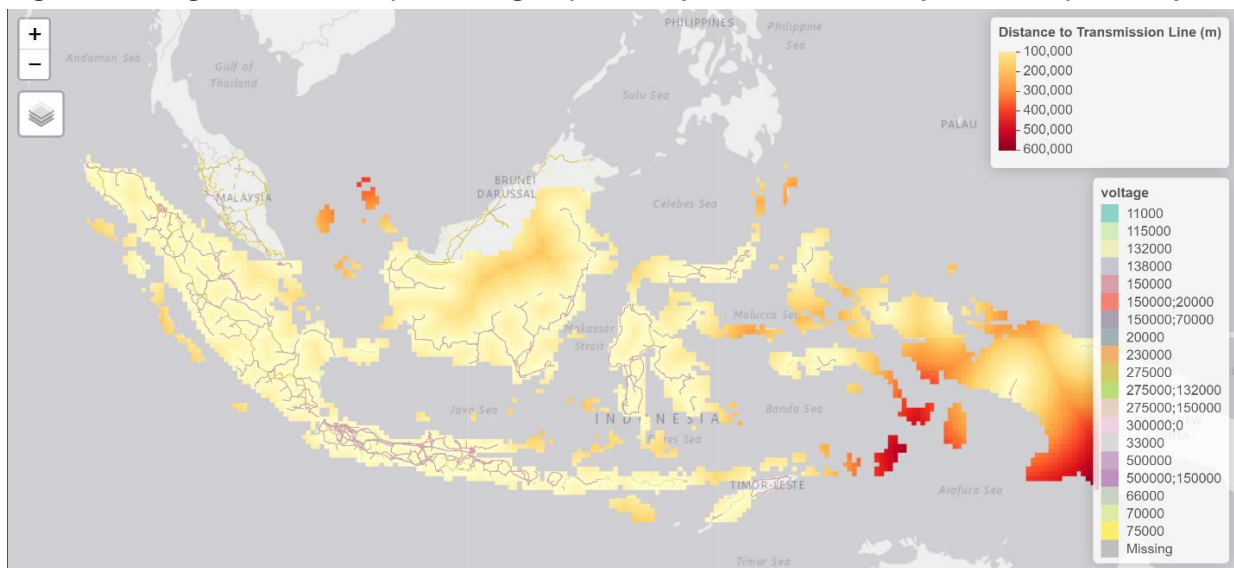 +
−
Andaman Sea
Gulf of
Thailand
PHILIPPINES
Philippine
Sea
Sulu Sea
PALAU
MALAYSIA
BRUNEI
DARUSSAL
Celebes Sea
Molucca Sea
Makassar
Strait
Java Sea
Banda Sea
INDONESIA
Flores Sea
TIMOR-LESTE
Arafura Sea
Timor Sea
Distance to Transmission Line (m)
100,000
200,000
300,000
400,000
500,000
600,000
voltage
11000
115000
132000
138000
150000
150000;20000
150000;70000
20000
230000
275000
275000;132000
275000;150000
300000;0
33000
500000
500000;150000
66000
70000
75000
Missing